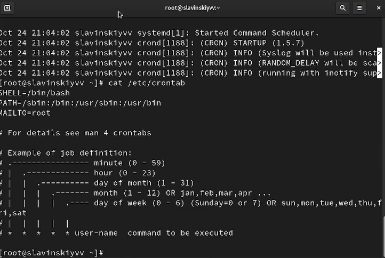 root@slavinskiyvv:~
Oct 24 21:04:02 slavinskiyvv systemd[1]: Started Command Scheduler.
Oct 24 21:04:02 slavinskiyvv crond[1188]: (CRON) STARTUP (1.5.7)
Oct 24 21:04:02 slavinskiyvv crond[1188]: (CRON) INFO (Syslog will be used inst>
Oct 24 21:04:02 slavinskiyvv crond[1188]: (CRON) INFO (RANDOM_DELAY will be sca>
Oct 24 21:04:02 slavinskiyvv crond[1188]: (CRON) INFO (running with inotify sup>
[root@slavinskiyvv ~]# cat /etc/crontab
SHELL=/bin/bash
PATH=/sbin:/bin:/usr/sbin:/usr/bin
MAILTO=root

# For details see man 4 crontabs

# Example of job definition:
# .---------------- minute (0 - 59)
# |  .------------- hour (0 - 23)
# |  |  .---------- day of month (1 - 31)
# |  |  |  .------- month (1 - 12) OR jan,feb,mar,apr ...
# |  |  |  |  .---- day of week (0 - 6) (Sunday=0 or 7) OR sun,mon,tue,wed,thu,f
ri,sat
# |  |  |  |  |
# *  *  *  *  * user-name  command to be executed

[root@slavinskiyvv ~]#